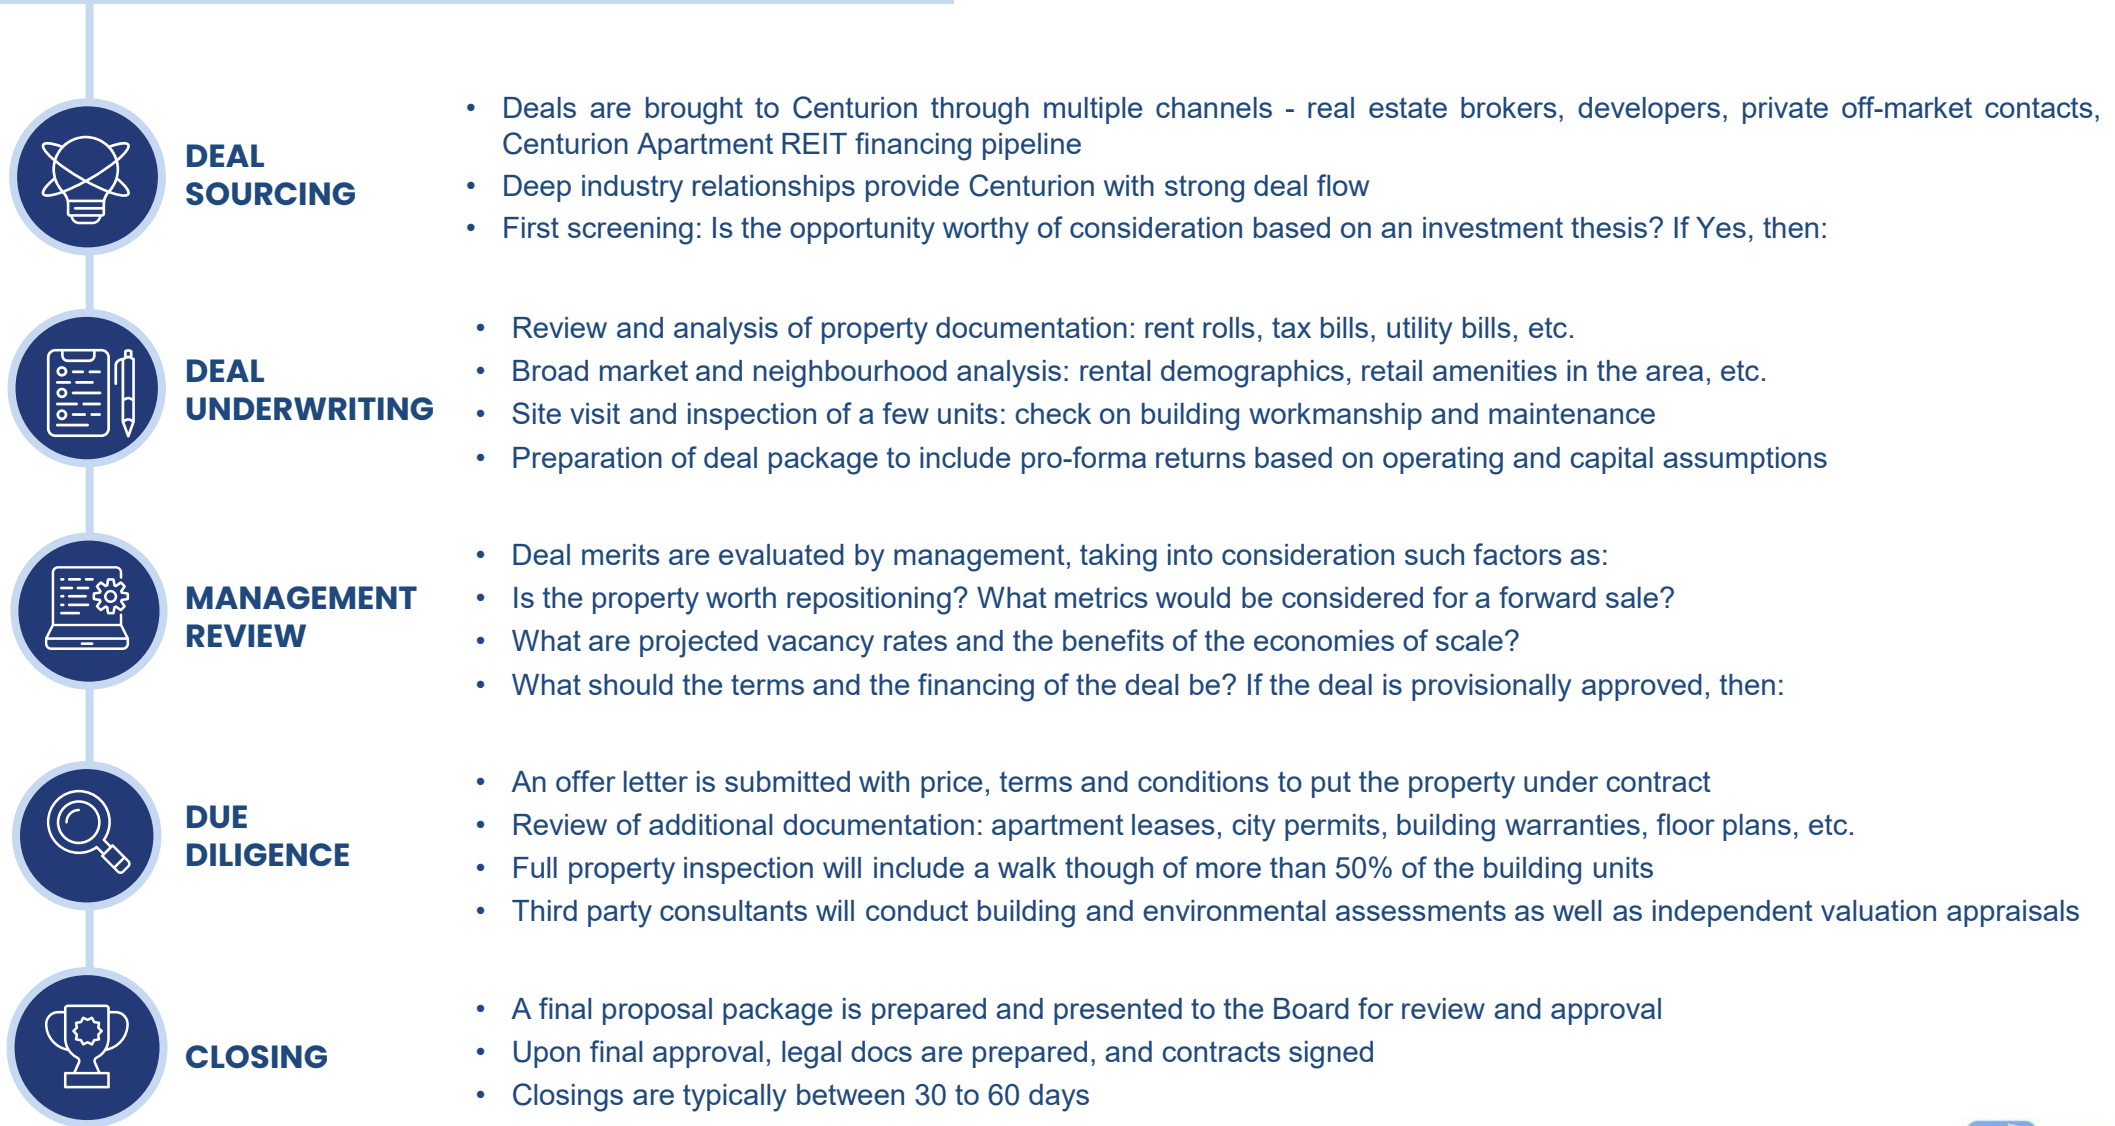 DEAL
SOURCING
• Deals are brought to Centurion through multiple channels - real estate brokers, developers, private off-market contacts,
Centurion Apartment REIT financing pipeline
• Deep industry relationships provide Centurion with strong deal flow
• First screening: Is the opportunity worthy of consideration based on an investment thesis? If Yes, then:
DEAL
UNDERWRITING
• Review and analysis of property documentation: rent rolls, tax bills, utility bills, etc.
• Broad market and neighbourhood analysis: rental demographics, retail amenities in the area, etc.
• Site visit and inspection of a few units: check on building workmanship and maintenance
• Preparation of deal package to include pro-forma returns based on operating and capital assumptions
MANAGEMENT
REVIEW
• Deal merits are evaluated by management, taking into consideration such factors as:
• Is the property worth repositioning? What metrics would be considered for a forward sale?
• What are projected vacancy rates and the benefits of the economies of scale?
• What should the terms and the financing of the deal be? If the deal is provisionally approved, then:
DUE
DILIGENCE
• An offer letter is submitted with price, terms and conditions to put the property under contract
• Review of additional documentation: apartment leases, city permits, building warranties, floor plans, etc.
• Full property inspection will include a walk though of more than 50% of the building units
• Third party consultants will conduct building and environmental assessments as well as independent valuation appraisals
CLOSING
• A final proposal package is prepared and presented to the Board for review and approval
• Upon final approval, legal docs are prepared, and contracts signed
• Closings are typically between 30 to 60 days